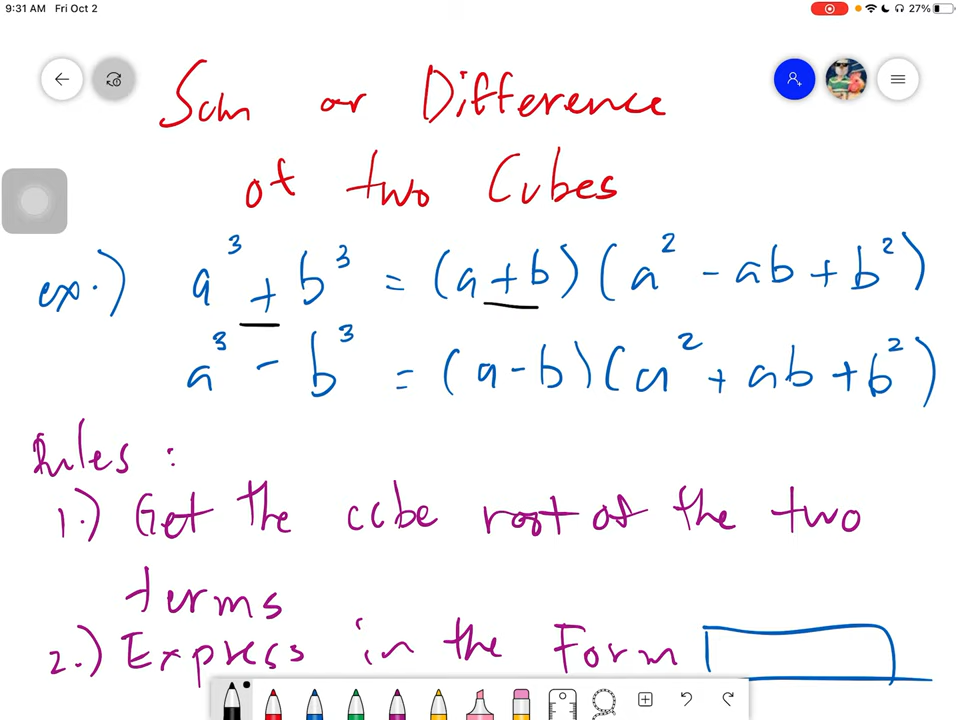 9:31 AM Fri Oct 2 27%
Sum or Difference
of two Cubes
ex.) a³ + b³ = (a + b) (a² - ab + b²)
a³ - b³ = (a - b) (a² + ab + b²)
Rules :
1.) Get the cube root of the two
terms
2.) Express in the Form